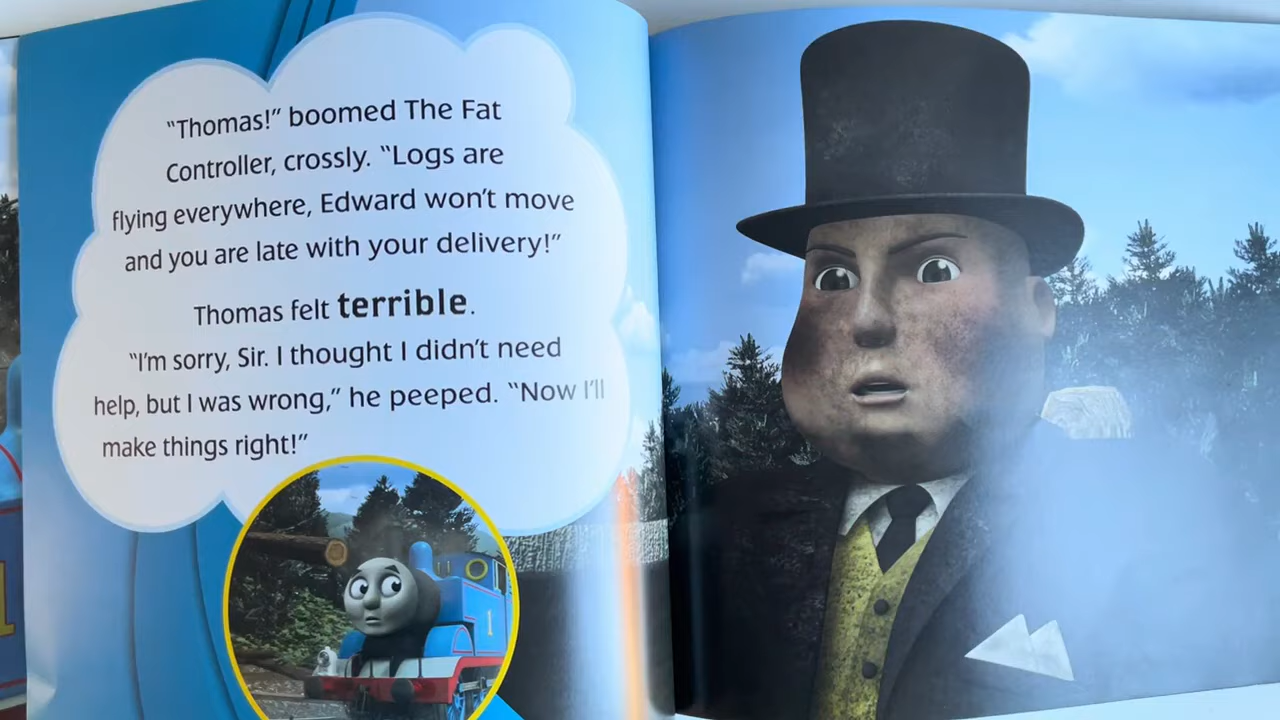 “Thomas!” boomed The Fat
Controller, crossly. “Logs are
flying everywhere, Edward won’t move
and you are late with your delivery!”
Thomas felt terrible.
“I’m sorry, Sir. I thought I didn’t need
help, but I was wrong,” he peeped. “Now I’ll
make things right!”
1
1